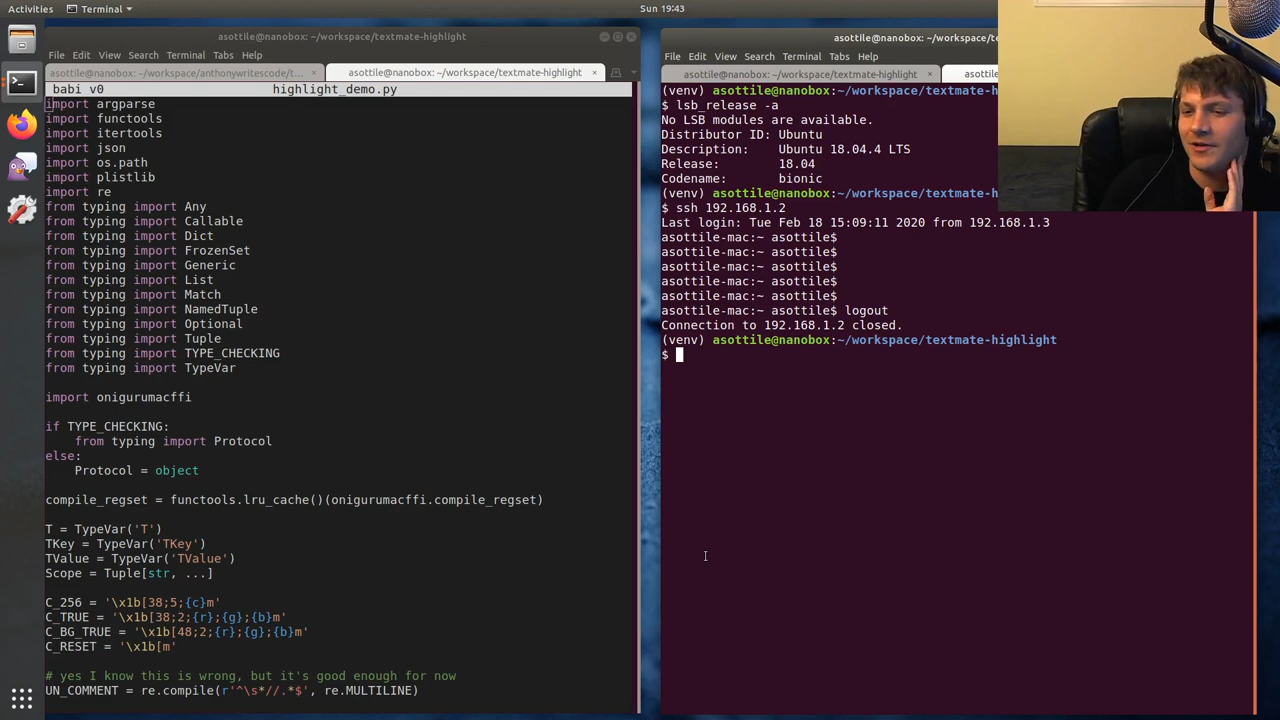 Activities
Terminal
Sun 19:43
asottile@nanobox: ~/workspace/textmate-highlight
File Edit View Search Terminal Tabs Help
asottile@nanobox: ~/workspace/anthonywritescode/t... ×
asottile@nanobox: ~/workspace/textmate-highlight ×
babi v0 highlight_demo.py
import argparse
import functools
import itertools
import json
import os.path
import plistlib
import re
from typing import Any
from typing import Callable
from typing import Dict
from typing import FrozenSet
from typing import Generic
from typing import List
from typing import Match
from typing import NamedTuple
from typing import Optional
from typing import Tuple
from typing import TYPE_CHECKING
from typing import TypeVar
import onigurumacffi
if TYPE_CHECKING:
    from typing import Protocol
else:
    Protocol = object
compile_regset = functools.lru_cache()(onigurumacffi.compile_regset)
T = TypeVar('T')
TKey = TypeVar('TKey')
TValue = TypeVar('TValue')
Scope = Tuple[str, ...]
C_256 = '\x1b[38;5;{c}m'
C_TRUE = '\x1b[38;2;{r};{g};{b}m'
C_BG_TRUE = '\x1b[48;2;{r};{g};{b}m'
C_RESET = '\x1b[m'
# yes I know this is wrong, but it's good enough for now
UN_COMMENT = re.compile(r'^\s*//.*$', re.MULTILINE)
asottile@nanobox: ~/workspace/textmate-h
File Edit View Search Terminal Tabs Help
asottile@nanobox: ~/workspace/textmate-highlight ×
asott
(venv) asottile@nanobox:~/workspace/textmate-h
$ lsb_release -a
No LSB modules are available.
Distributor ID: Ubuntu
Description:    Ubuntu 18.04.4 LTS
Release:        18.04
Codename:       bionic
(venv) asottile@nanobox:~/workspace/textmate-h
$ ssh 192.168.1.2
Last login: Tue Feb 18 15:09:11 2020 from 192.168.1.3
asottile-mac:~ asottile$
asottile-mac:~ asottile$
asottile-mac:~ asottile$
asottile-mac:~ asottile$
asottile-mac:~ asottile$
asottile-mac:~ asottile$ logout
Connection to 192.168.1.2 closed.
(venv) asottile@nanobox:~/workspace/textmate-highlight
$